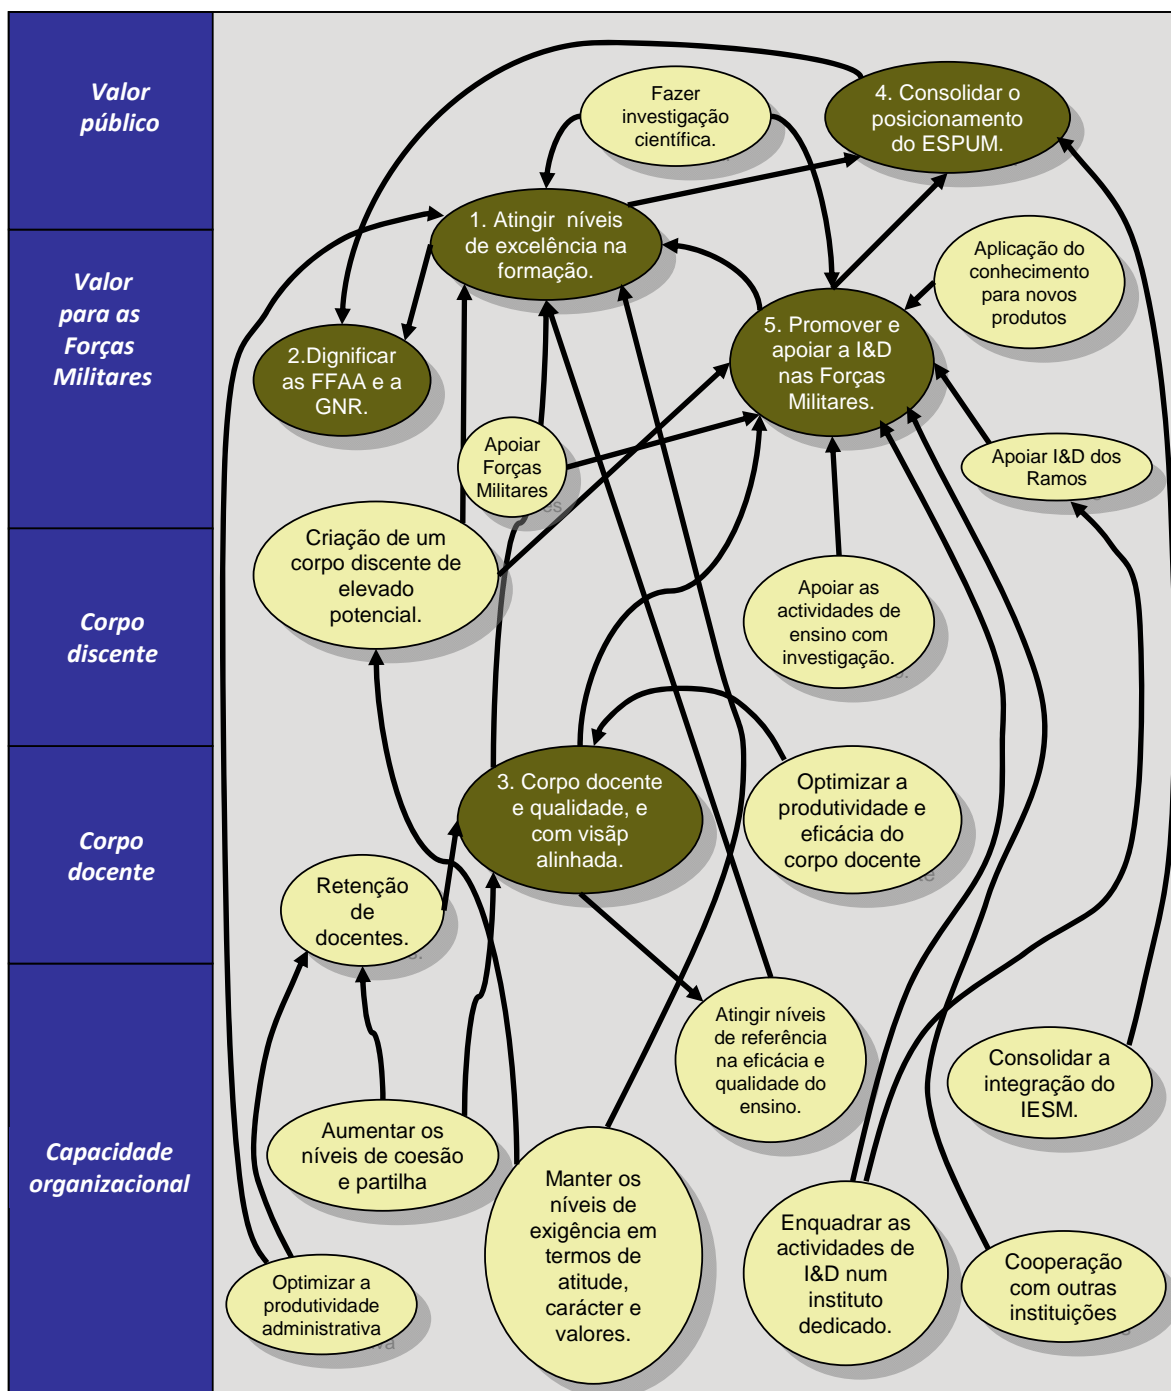 Valor
público
Fazer
investigação
científica.
4. Consolidar o
posicionamento
do ESPUM.
1. Atingir níveis
de excelência na
formação.
Valor
para as
Forças
Militares
Aplicação do
conhecimento
para novos
produtos
2.Dignificar
as FFAA e a
GNR.
5. Promover e
apoiar a I&D
nas Forças
Militares.
Apoiar
Forças
Militares
Apoiar I&D dos
Ramos
Criação de um
corpo discente de
elevado
potencial.
Corpo
discente
Apoiar as
actividades de
ensino com
investigação.
Corpo
docente
3. Corpo docente
e qualidade, e
com visãp
alinhada.
Optimizar a
produtividade e
eficácia do
corpo docente
Retenção
de
docentes.
Atingir níveis
de referência
na eficácia e
qualidade do
ensino.
Consolidar a
integração do
IESM.
Capacidade
organizacional
Aumentar os
níveis de coesão
e partilha
Manter os
níveis de
exigência em
termos de
atitude,
carácter e
valores.
Enquadrar as
actividades de
I&D num
instituto
dedicado.
Cooperação
com outras
instituições
Optimizar a
produtividade
administrativa